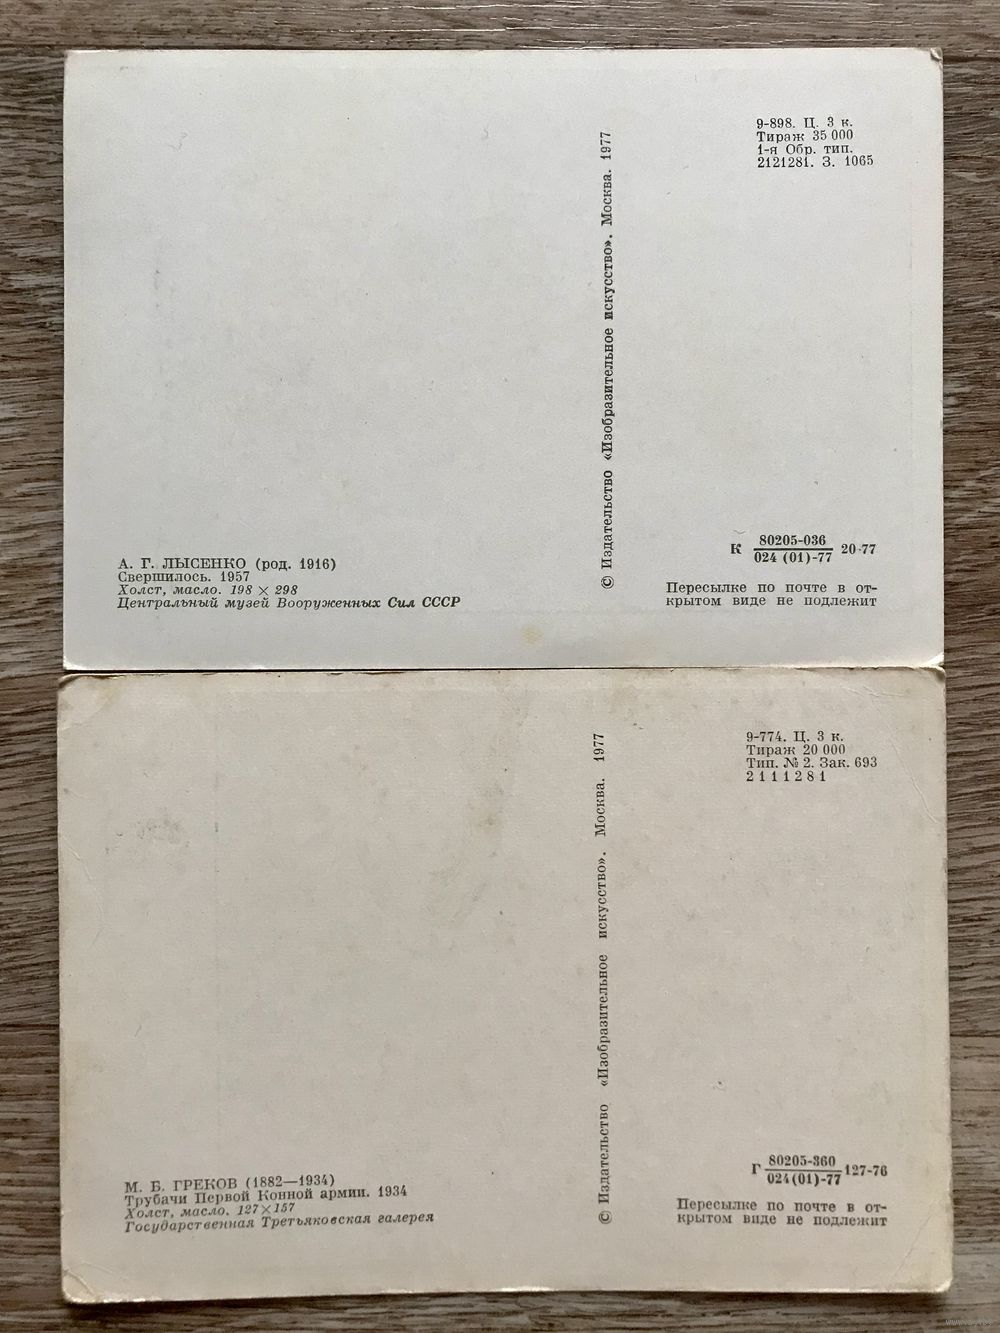 9-898. Ц. 3 к.
Тираж 35 000
1-я Обр. тип.
2121281. З. 1065
© Издательство «Изобразительное искусство». Москва. 1977
А. Г. ЛЫСЕНКО (род. 1916)
Свершилось. 1957
Холст, масло. 198 × 298
Центральный музей Вооруженных Сил СССР
К 80205-036 20-77
024 (01)-77
Пересылке по почте в от-
крытом виде не подлежит
9-774. Ц. 3 к.
Тираж 20 000
Тип. № 2. Зак. 693
2111281
© Издательство «Изобразительное искусство». Москва. 1977
М. Б. ГРЕКОВ (1882—1934)
Трубачи Первой Конной армии. 1934
Холст, масло. 127×157
Государственная Третьяковская галерея
Г 80205-360 127-76
024(01)-77
Пересылке по почте в от-
крытом виде не подлежит